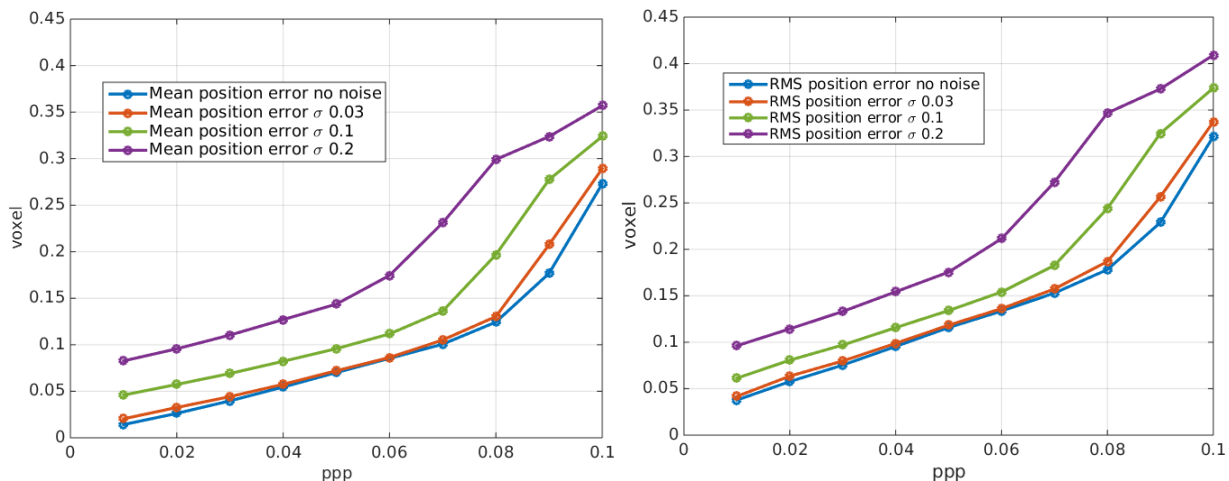 0.45
0.4
0.35
0.3
0.25
0.2
0.15
0.1
0.05
0
voxel
Mean position error no noise
Mean position error σ 0.03
Mean position error σ 0.1
Mean position error σ 0.2
0 0.02 0.04 0.06 0.08 0.1
ppp
0.45
0.4
0.35
0.3
0.25
0.2
0.15
0.1
0.05
0
voxel
RMS position error no noise
RMS position error σ 0.03
RMS position error σ 0.1
RMS position error σ 0.2
0 0.02 0.04 0.06 0.08 0.1
ppp